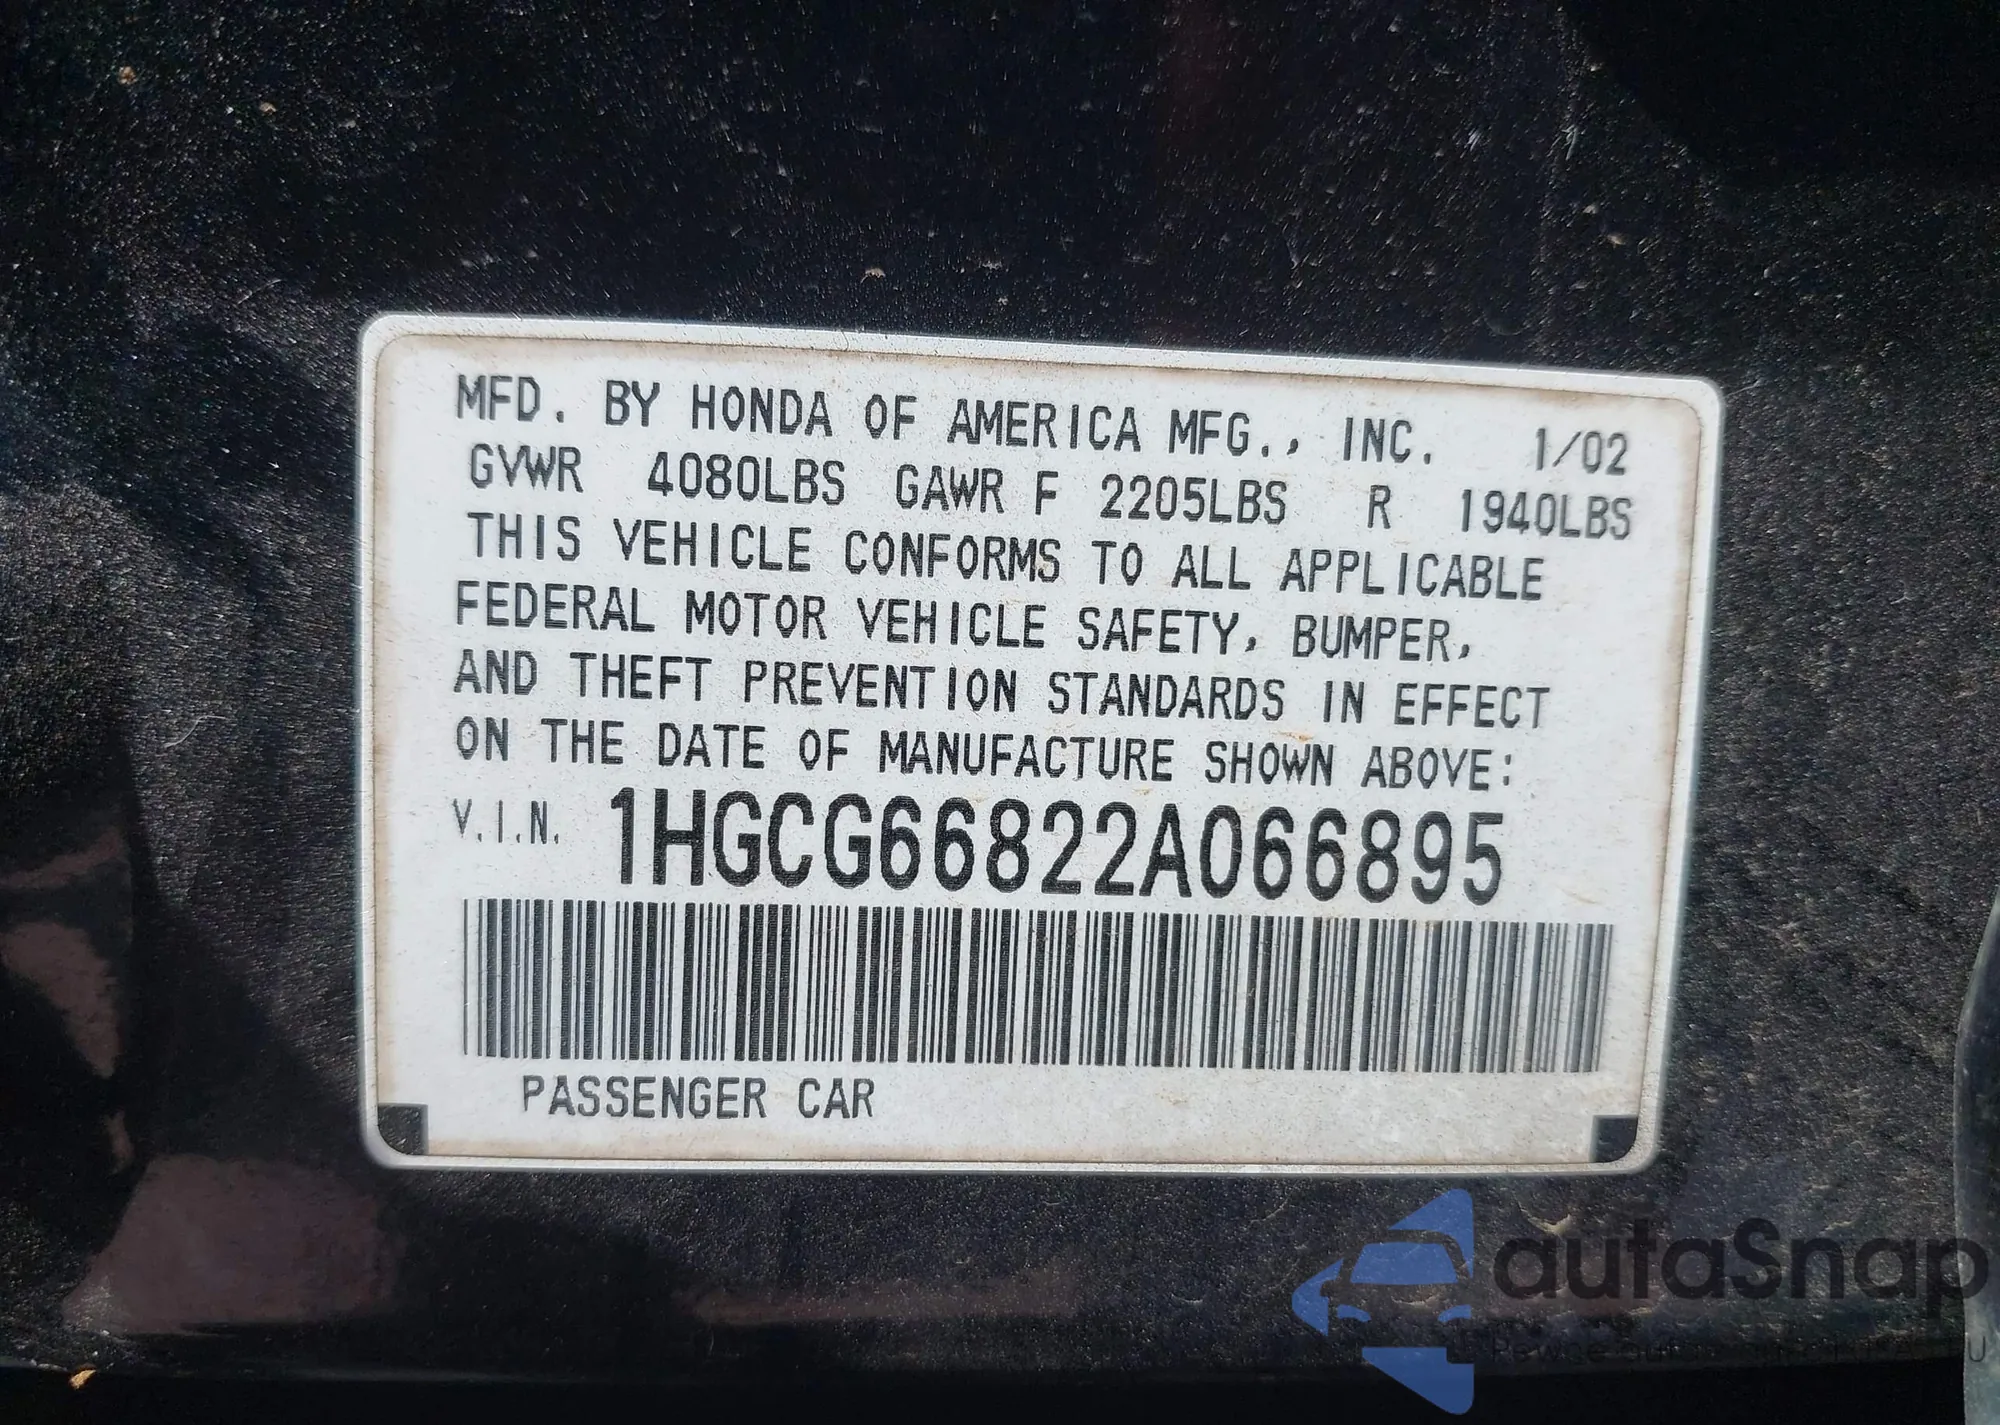 MFD. BY HONDA OF AMERICA MFG., INC. 1/02
GVWR 4080LBS GAWR F 2205LBS R 1940LBS
THIS VEHICLE CONFORMS TO ALL APPLICABLE
FEDERAL MOTOR VEHICLE SAFETY, BUMPER,
AND THEFT PREVENTION STANDARDS IN EFFECT
ON THE DATE OF MANUFACTURE SHOWN ABOVE:
V.I.N. 1HGCG66822A066895
PASSENGER CAR
autaSnap